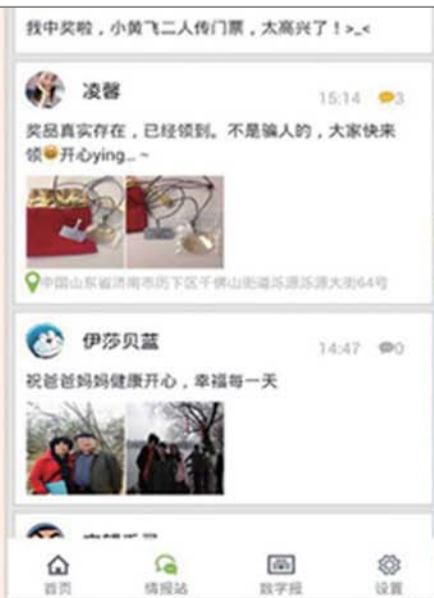 我中奖啦，小黄飞二人传门票，太高兴了！>_<
凌馨
15:14 3
奖品真实存在，已经领到。不是骗人的，大家快来
领开心ying...~
中国山东省济南市历下区千佛山街道泺源泺源大街64号
伊莎贝蓝
14:47 0
祝爸爸妈妈健康开心，幸福每一天
首页
情报站
数字报
设置